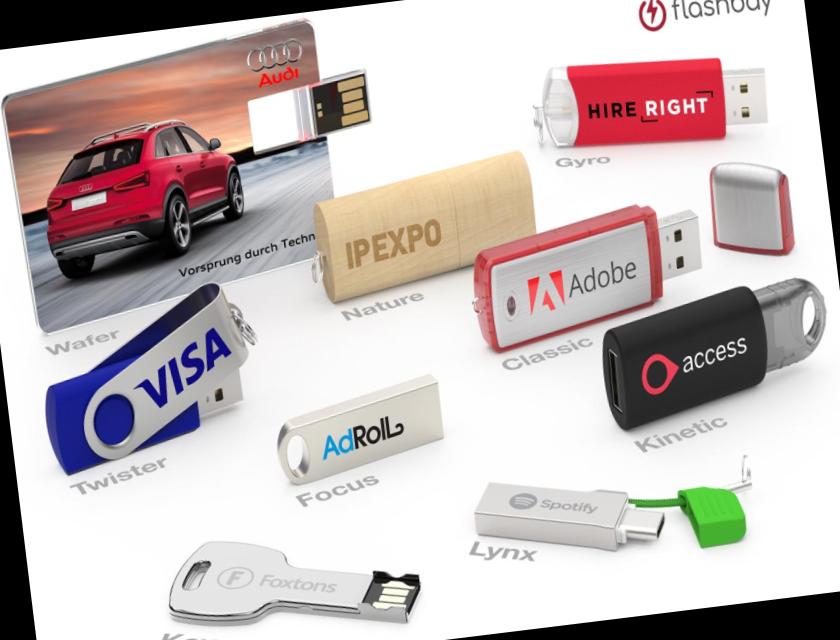 flashbay
Audi
Vorsprung durch Techn
Wafer
HIRE RIGHT
Gyro
IPEXPO
Nature
Adobe
Classic
access
Kinetic
VISA
Twister
AdRoll
Focus
Spotify
Lynx
F Foxtons